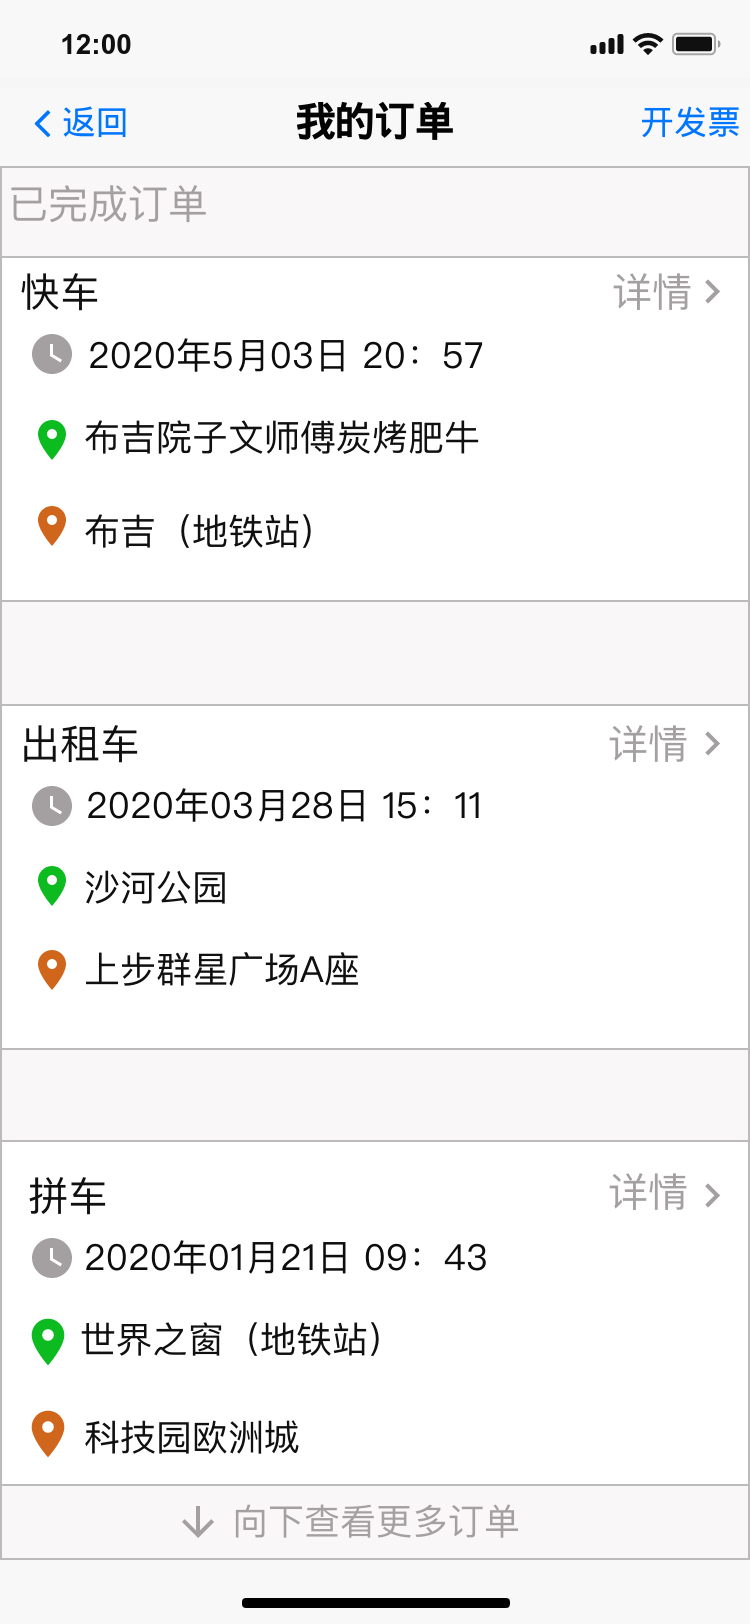 12:00
返回 我的订单 开发票
已完成订单
快车 详情
2020年5月03日 20：57
布吉院子文师傅炭烤肥牛
布吉（地铁站）
出租车 详情
2020年03月28日 15：11
沙河公园
上步群星广场A座
拼车 详情
2020年01月21日 09：43
世界之窗（地铁站）
科技园欧洲城
向下查看更多订单